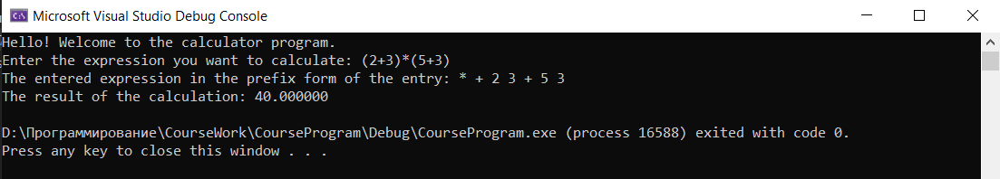 Microsoft Visual Studio Debug Console
Hello! Welcome to the calculator program.
Enter the expression you want to calculate: (2+3)*(5+3)
The entered expression in the prefix form of the entry: * + 2 3 + 5 3
The result of the calculation: 40.000000
D:\Программирование\CourseWork\CourseProgram\Debug\CourseProgram.exe (process 16588) exited with code 0.
Press any key to close this window . . .